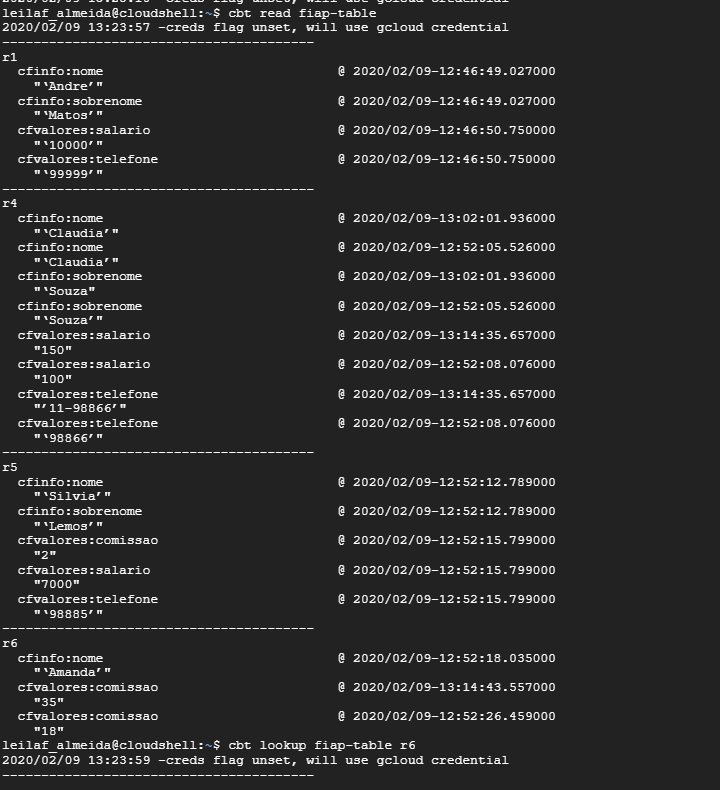 leilaf_almeida@cloudshell:~$ cbt read fiap-table
2020/02/09 13:23:57 -creds flag unset, will use gcloud credential
----------------------------------------
r1
  cfinfo:nome                              @ 2020/02/09-12:46:49.027000
    "‘Andre’"
  cfinfo:sobrenome                         @ 2020/02/09-12:46:49.027000
    "‘Matos’"
  cfvalores:salario                        @ 2020/02/09-12:46:50.750000
    "‘10000’"
  cfvalores:telefone                       @ 2020/02/09-12:46:50.750000
    "‘99999’"
----------------------------------------
r4
  cfinfo:nome                              @ 2020/02/09-13:02:01.936000
    "‘Claudia’"
  cfinfo:nome                              @ 2020/02/09-12:52:05.526000
    "‘Claudia’"
  cfinfo:sobrenome                         @ 2020/02/09-13:02:01.936000
    "‘Souza"
  cfinfo:sobrenome                         @ 2020/02/09-12:52:05.526000
    "‘Souza’"
  cfvalores:salario                        @ 2020/02/09-13:14:35.657000
    "150"
  cfvalores:salario                        @ 2020/02/09-12:52:08.076000
    "100"
  cfvalores:telefone                       @ 2020/02/09-13:14:35.657000
    "’11-98866’"
  cfvalores:telefone                       @ 2020/02/09-12:52:08.076000
    "‘98866’"
----------------------------------------
r5
  cfinfo:nome                              @ 2020/02/09-12:52:12.789000
    "‘Silvia’"
  cfinfo:sobrenome                         @ 2020/02/09-12:52:12.789000
    "‘Lemos’"
  cfvalores:comissao                       @ 2020/02/09-12:52:15.799000
    "2"
  cfvalores:salario                        @ 2020/02/09-12:52:15.799000
    "7000"
  cfvalores:telefone                       @ 2020/02/09-12:52:15.799000
    "‘98885’"
----------------------------------------
r6
  cfinfo:nome                              @ 2020/02/09-12:52:18.035000
    "‘Amanda’"
  cfvalores:comissao                       @ 2020/02/09-13:14:43.557000
    "35"
  cfvalores:comissao                       @ 2020/02/09-12:52:26.459000
    "18"
leilaf_almeida@cloudshell:~$ cbt lookup fiap-table r6
2020/02/09 13:23:59 -creds flag unset, will use gcloud credential
----------------------------------------